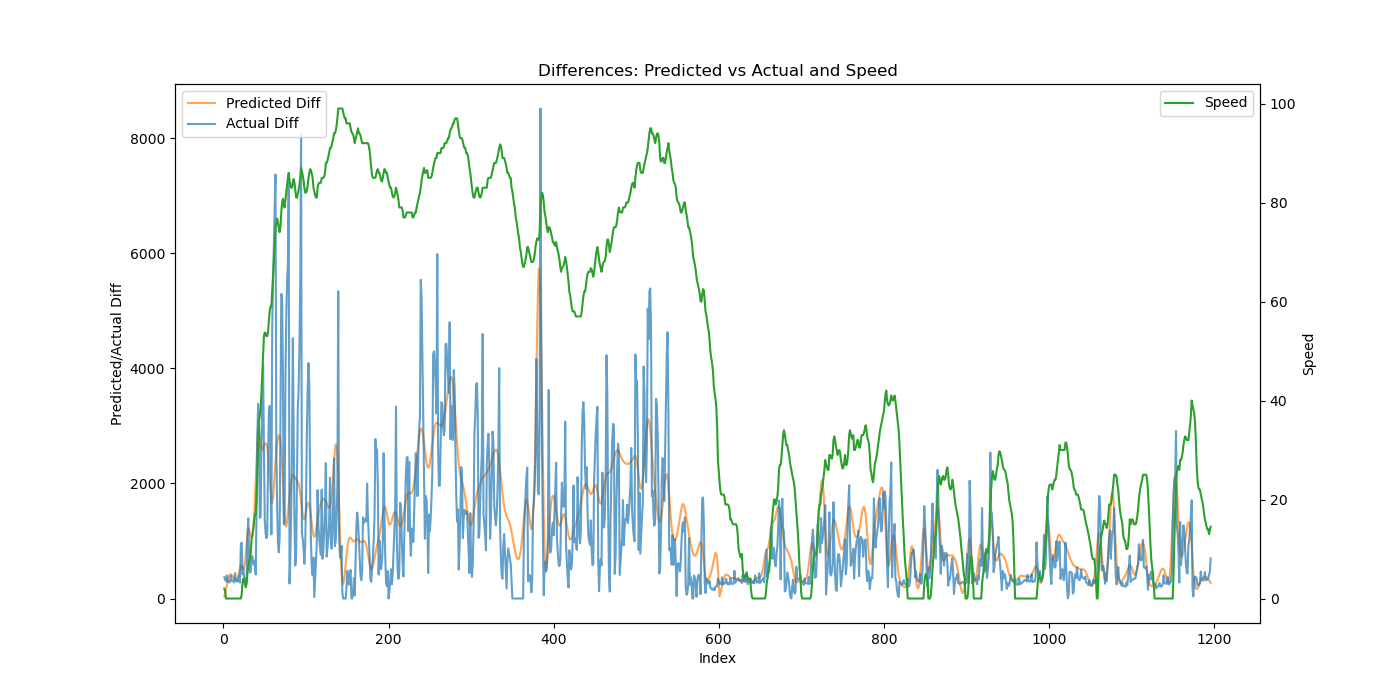 Differences: Predicted vs Actual and Speed
Predicted Diff
Actual Diff
Speed
8000
6000
4000
2000
0
Predicted/Actual Diff
100
80
60
40
20
0
Speed
0 200 400 600 800 1000 1200
Index